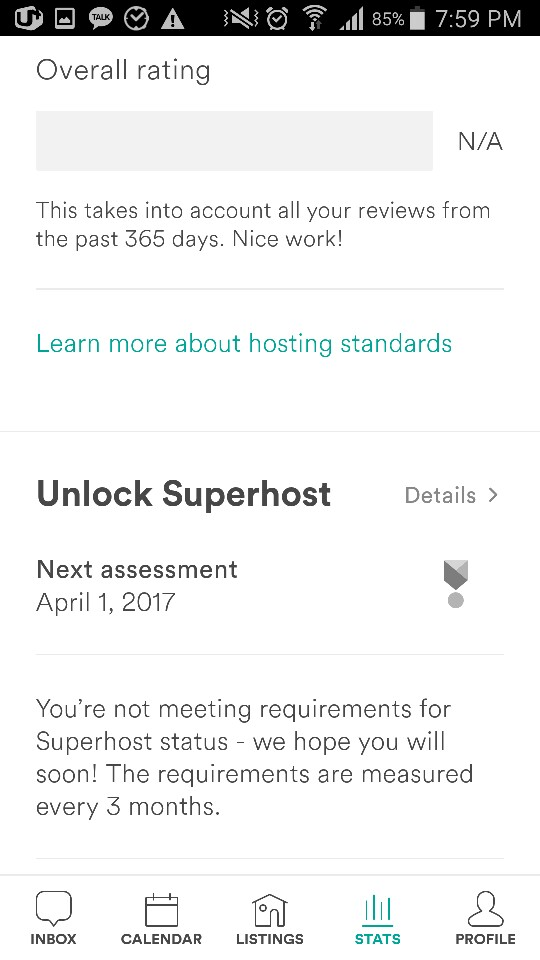 TALK 85% 7:59 PM
Overall rating
N/A
This takes into account all your reviews from
the past 365 days. Nice work!
Learn more about hosting standards
Unlock Superhost Details >
Next assessment
April 1, 2017
You're not meeting requirements for
Superhost status - we hope you will
soon! The requirements are measured
every 3 months.
INBOX CALENDAR LISTINGS STATS PROFILE